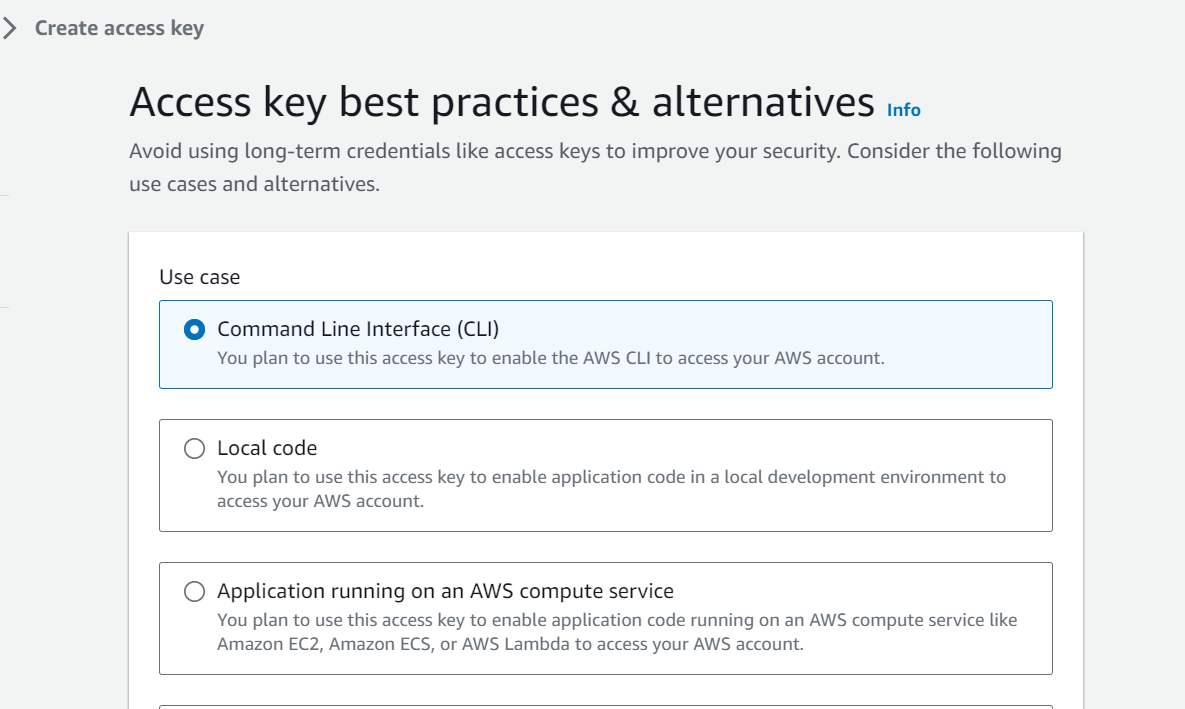 Create access key
Access key best practices & alternatives Info
Avoid using long-term credentials like access keys to improve your security. Consider the following
use cases and alternatives.
Use case
Command Line Interface (CLI)
You plan to use this access key to enable the AWS CLI to access your AWS account.
Local code
You plan to use this access key to enable application code in a local development environment to
access your AWS account.
Application running on an AWS compute service
You plan to use this access key to enable application code running on an AWS compute service like
Amazon EC2, Amazon ECS, or AWS Lambda to access your AWS account.